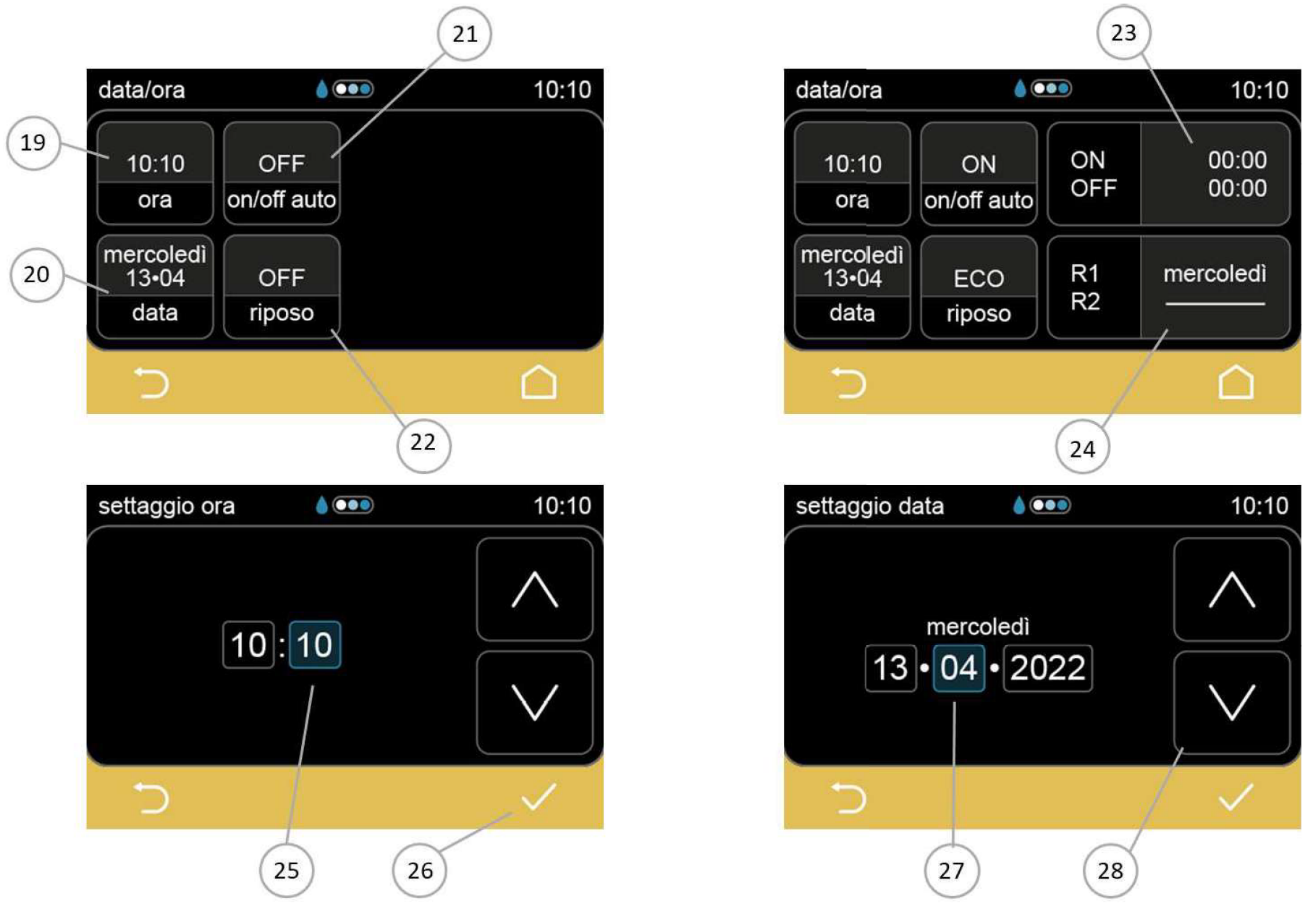 21
23
data/ora
10:10
19
10:10
ora
OFF
on/off auto
20
mercoledì
13•04
data
OFF
riposo
22
data/ora
10:10
10:10
ora
ON
on/off auto
ON
OFF
00:00
00:00
mercoledì
13•04
data
ECO
riposo
R1
R2
mercoledì
24
settaggio ora
10:10
10:10
25
26
settaggio data
10:10
mercoledì
13•04•2022
27
28